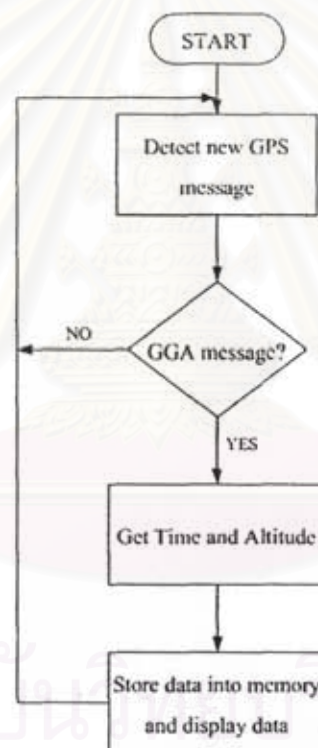 START
Detect new GPS
message
NO
GGA message?
YES
Get Time and Altitude
Store data into memory
and display data